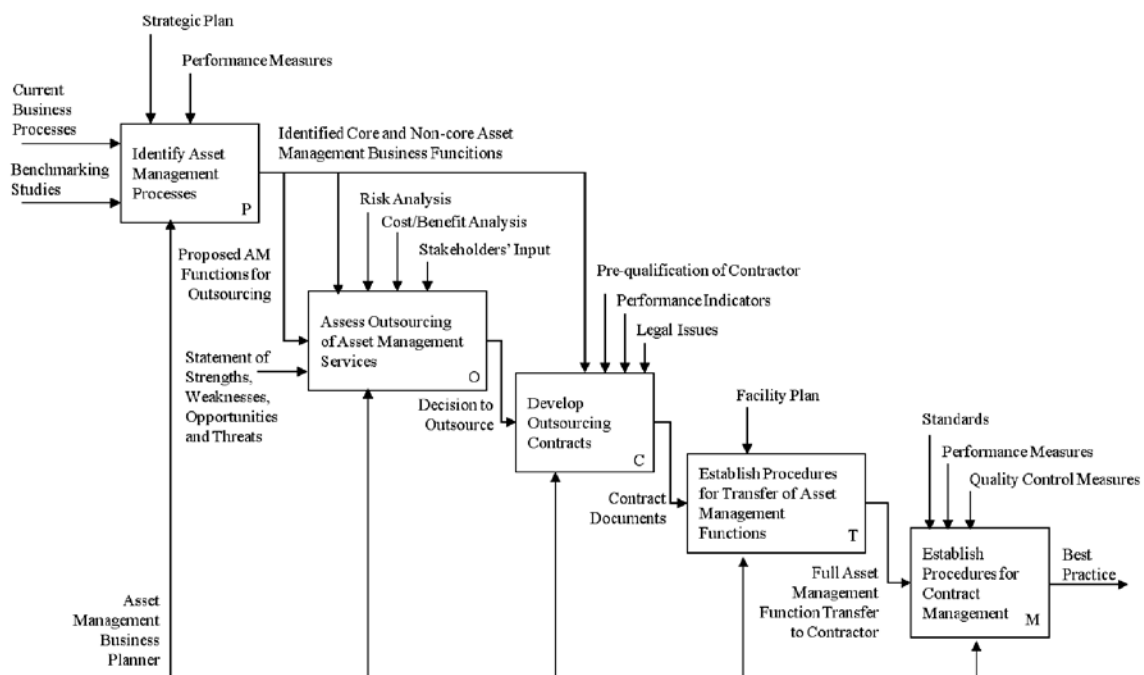 Strategic Plan
Performance Measures
Current
Business
Processes
Benchmarking
Studies
Identify Asset
Management
Processes
P
Identified Core and Non-core Asset
Management Business Funcitions
Risk Analysis
Cost/Benefit Analysis
Stakeholders' Input
Proposed AM
Functions for
Outsourcing
Assess Outsourcing
of Asset Management
Services
O
Statement of
Strengths,
Weaknesses,
Opportunities
and Threats
Pre-qualification of Contractor
Performance Indicators
Legal Issues
Decision to
Outsource
Develop
Outsourcing
Contracts
C
Facility Plan
Contract
Documents
Establish Procedures
for Transfer of Asset
Management
Functions
T
Standards
Performance Measures
Quality Control Measures
Full Asset
Management
Function Transfer
to Contractor
Establish
Procedures for
Contract
Management
M
Best
Practice
Asset
Management
Business
Planner